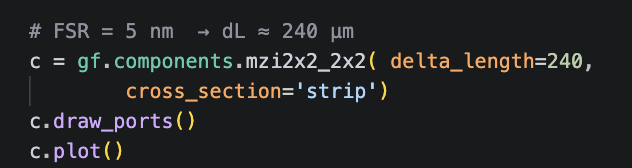 # FSR = 5 nm  → dL ≈ 240 μm
c = gf.components.mzi2x2_2x2( delta_length=240,
        cross_section='strip')
c.draw_ports()
c.plot()